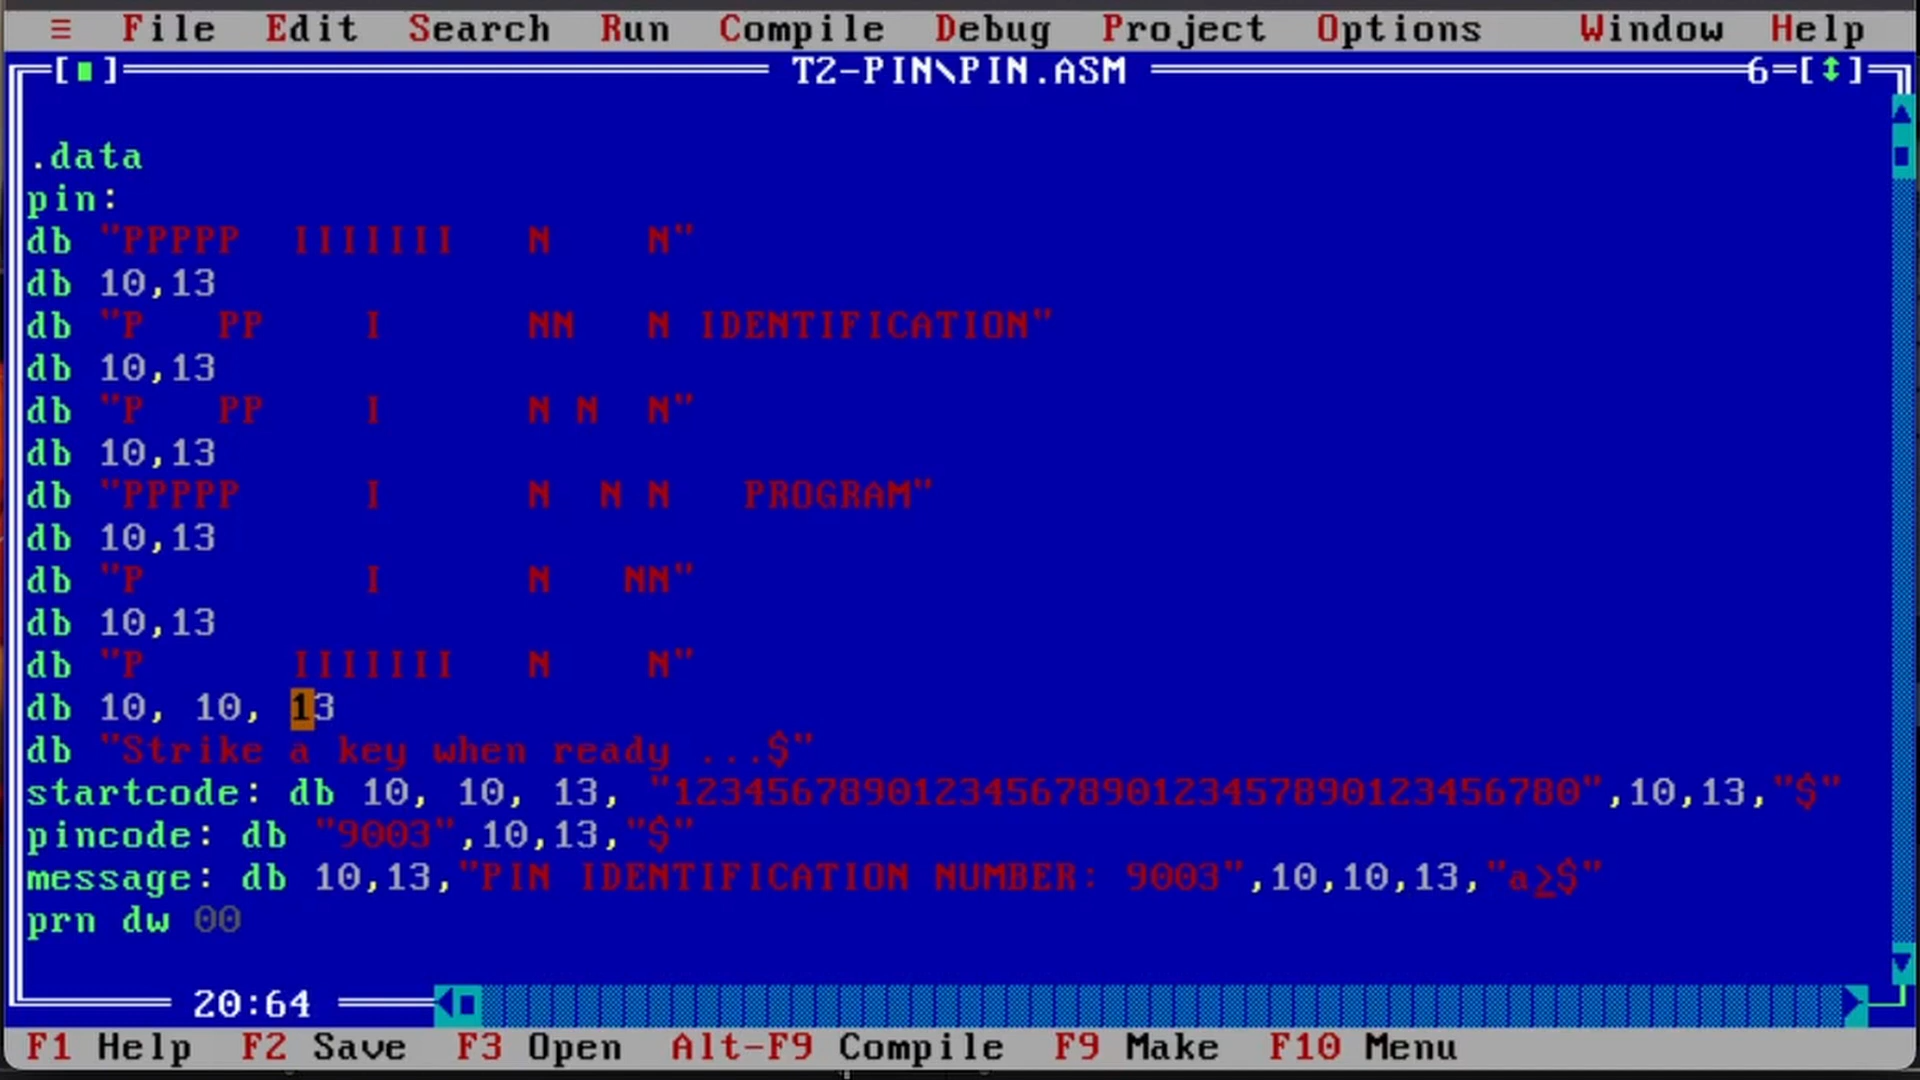 ≡ File Edit Search Run Compile Debug Project Options Window Help
[■] T2-PIN\PIN.ASM 6=[↕]
.data
pin:
db "PPPPP  IIIIIII   N    N"
db 10,13
db "P   PP    I      NN   N IDENTIFICATION"
db 10,13
db "P   PP    I      N N  N"
db 10,13
db "PPPPP     I      N  N N   PROGRAM"
db 10,13
db "P         I      N   NN"
db 10,13
db "P      IIIIIII   N    N"
db 10, 10, 13
db "Strike a key when ready ...$"
startcode: db 10, 10, 13, "12345678901234567890123457890123456780",10,13,"$"
pincode: db "9003",10,13,"$"
message: db 10,13,"PIN IDENTIFICATION NUMBER: 9003",10,10,13,"a>$"
prn dw 00
20:64
F1 Help F2 Save F3 Open Alt-F9 Compile F9 Make F10 Menu